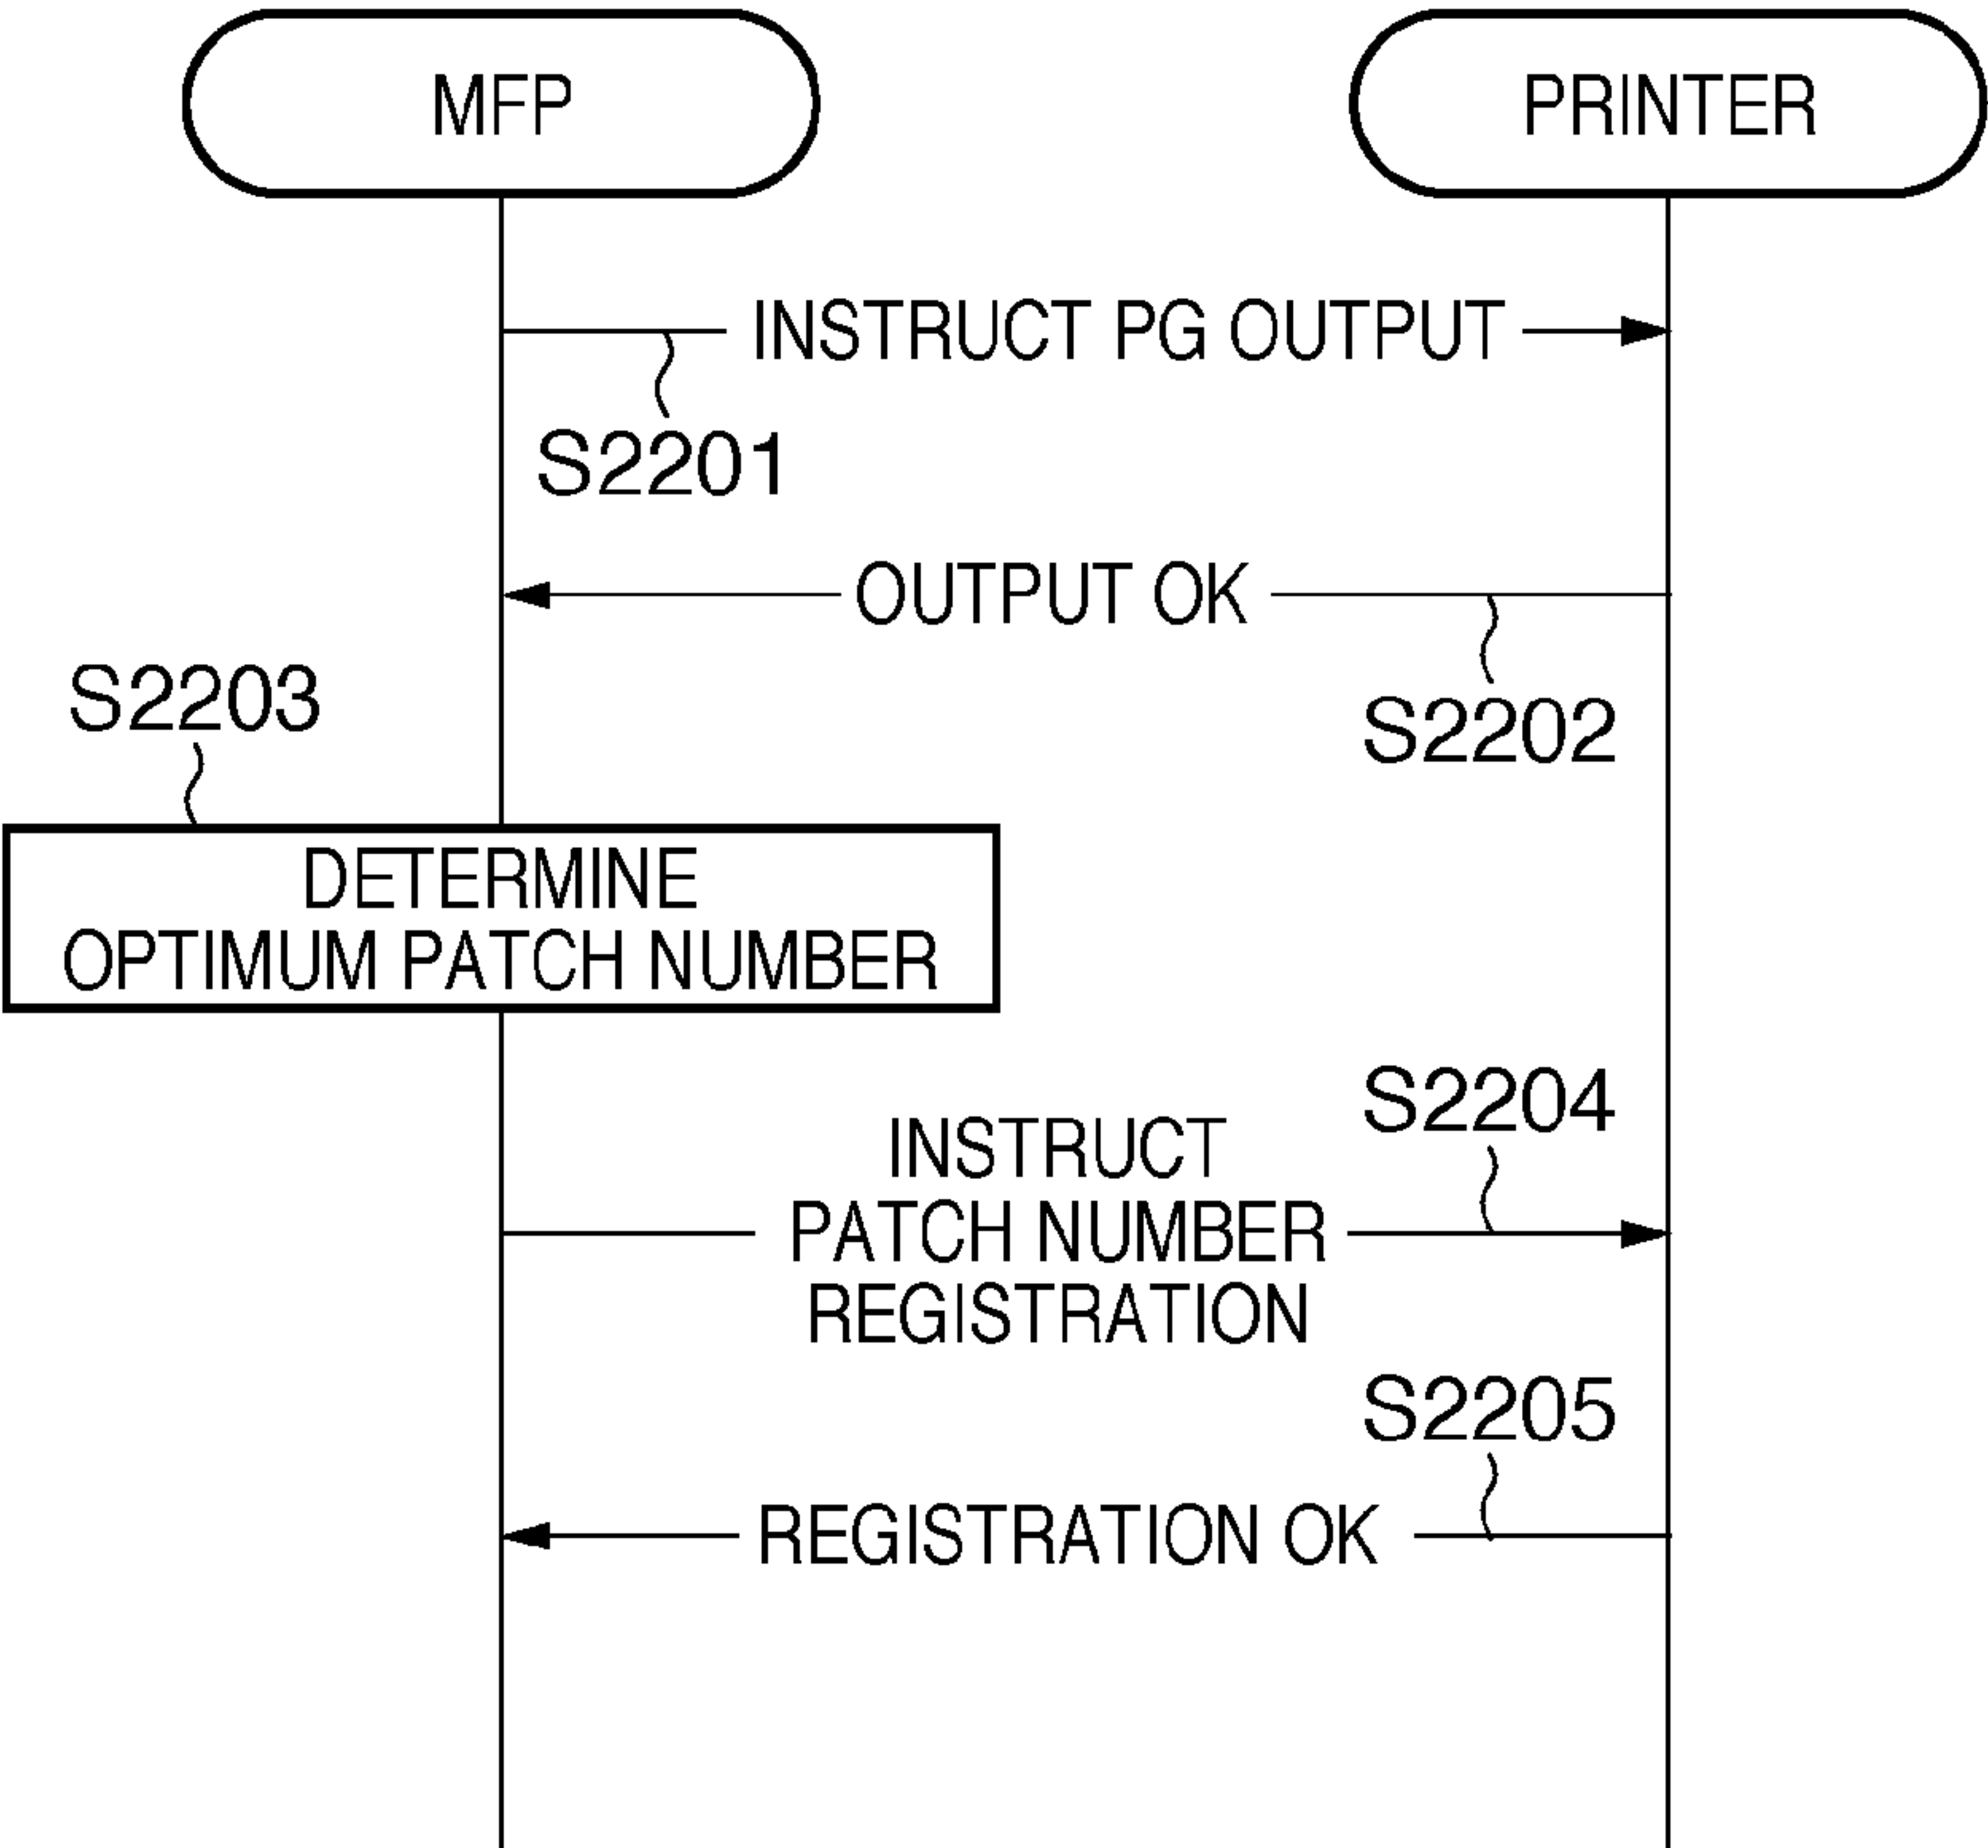 MFP
PRINTER
INSTRUCT PG OUTPUT
S2201
OUTPUT OK
S2202
S2203
DETERMINE
OPTIMUM PATCH NUMBER
S2204
INSTRUCT
PATCH NUMBER
REGISTRATION
S2205
REGISTRATION OK